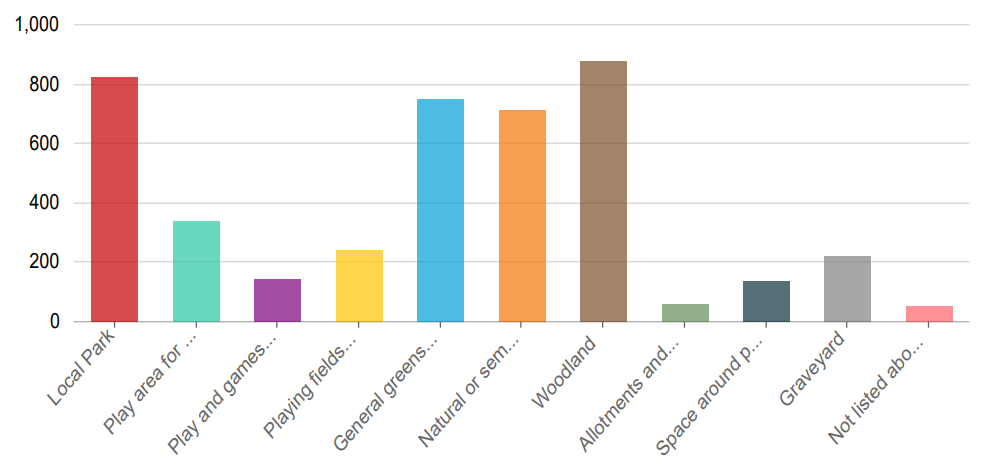 1,000
800
600
400
200
0
Local Park
Play area for ...
Play and games...
Playing fields...
General greens...
Natural or sem...
Woodland
Allotments and...
Space around p...
Graveyard
Not listed abo...